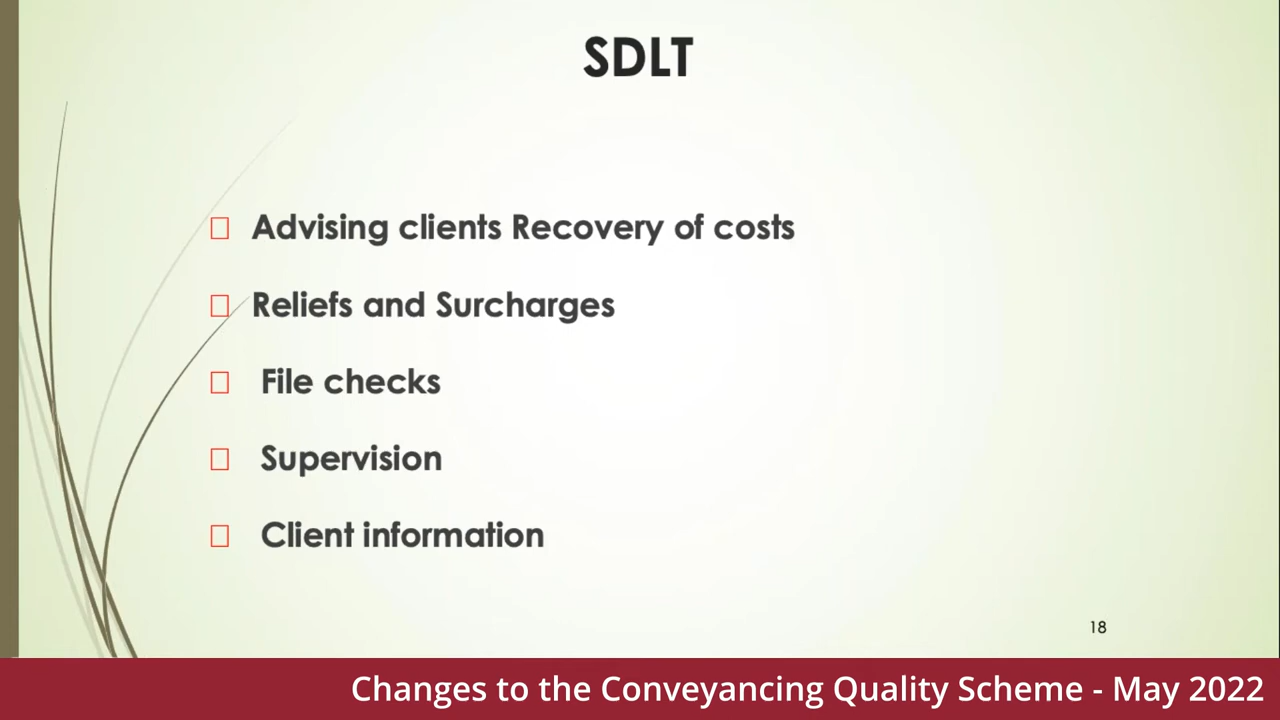 SDLT
Advising clients Recovery of costs
Reliefs and Surcharges
File checks
Supervision
Client information
18
Changes to the Conveyancing Quality Scheme - May 2022